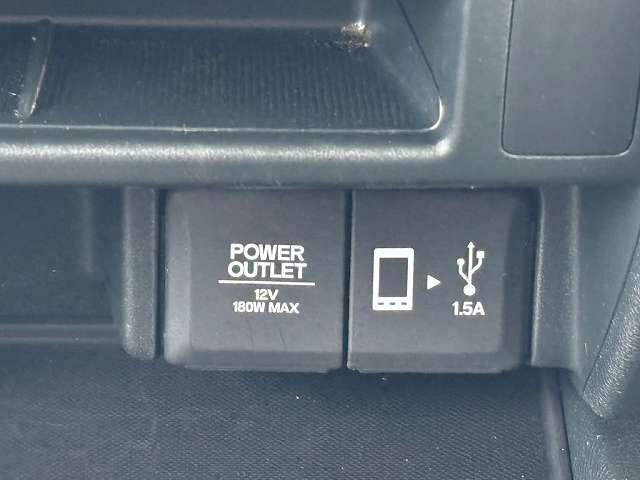 POWER
OUTLET
12V
180W MAX
1.5A